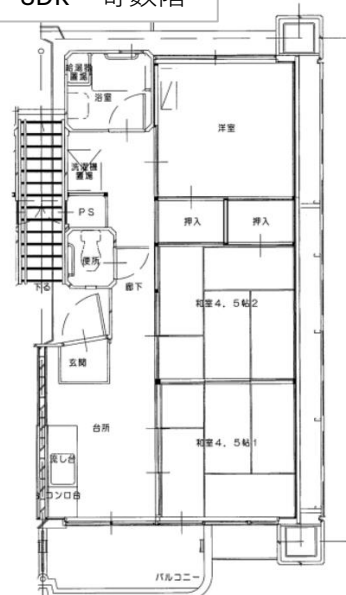 3DK 奇数階
給湯器
置場
浴室
洋室
洗濯機
置場
PS
押入
押入
便所
下る
廊下
和室4.5帖2
玄関
台所
和室4.5帖1
流し台
コンロ台
バルコニー